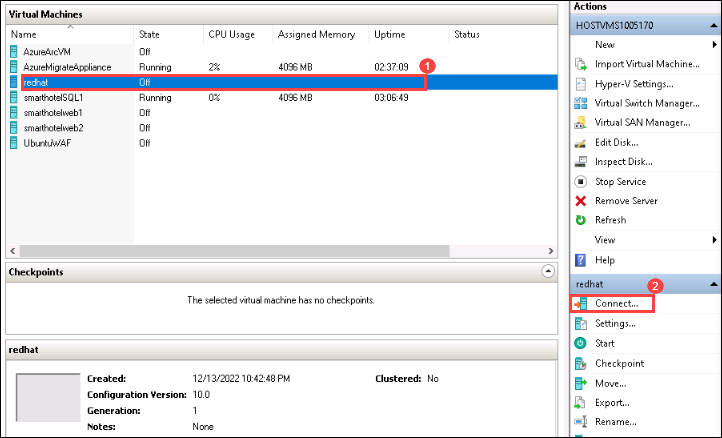 Virtual Machines
Name State CPU Usage Assigned Memory Uptime Status
AzureArcVM Off
AzureMigrateAppliance Running 2% 4096 MB 02:37:09
1
redhat Off
smarthotelSQL1 Running 0% 4096 MB 03:06:49
smarthotelweb1 Off
smarthotelweb2 Off
UbuntuWAF Off
Checkpoints
The selected virtual machine has no checkpoints.
redhat
Created: 12/13/2022 10:42:48 PM Clustered: No
Configuration Version: 10.0
Generation: 1
Notes: None
Actions
HOSTVMS1005170
New
Import Virtual Machine...
Hyper-V Settings...
Virtual Switch Manager...
Virtual SAN Manager...
Edit Disk...
Inspect Disk...
Stop Service
Remove Server
Refresh
View
Help
redhat
2
Connect...
Settings...
Start
Checkpoint
Move...
Export...
Rename...